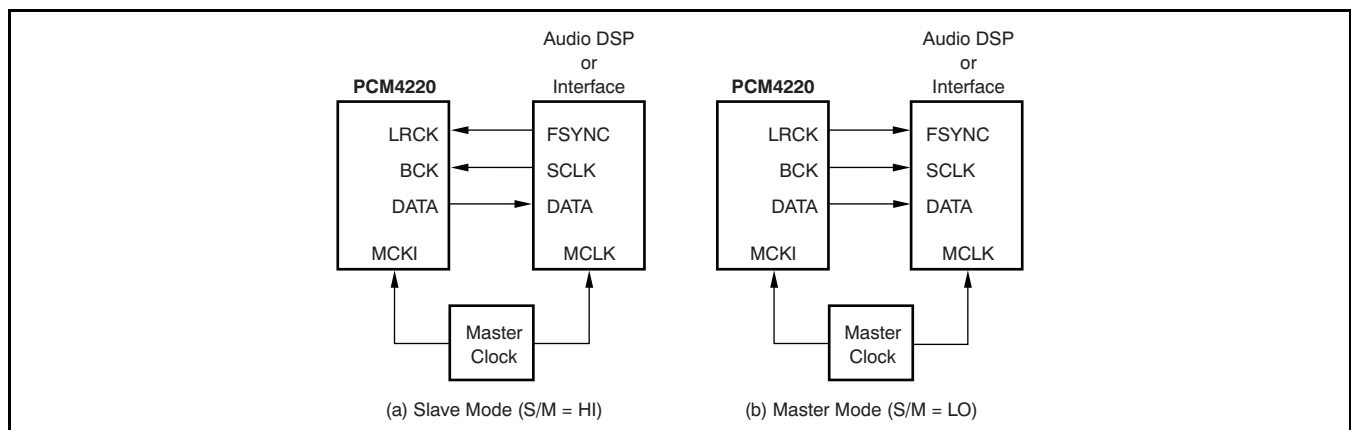 Audio DSP
or
Interface
PCM4220
LRCK
FSYNC
BCK
SCLK
DATA
DATA
MCKI
MCLK
Master
Clock
(a) Slave Mode (S/M = HI)
Audio DSP
or
Interface
PCM4220
LRCK
FSYNC
BCK
SCLK
DATA
DATA
MCKI
MCLK
Master
Clock
(b) Master Mode (S/M = LO)